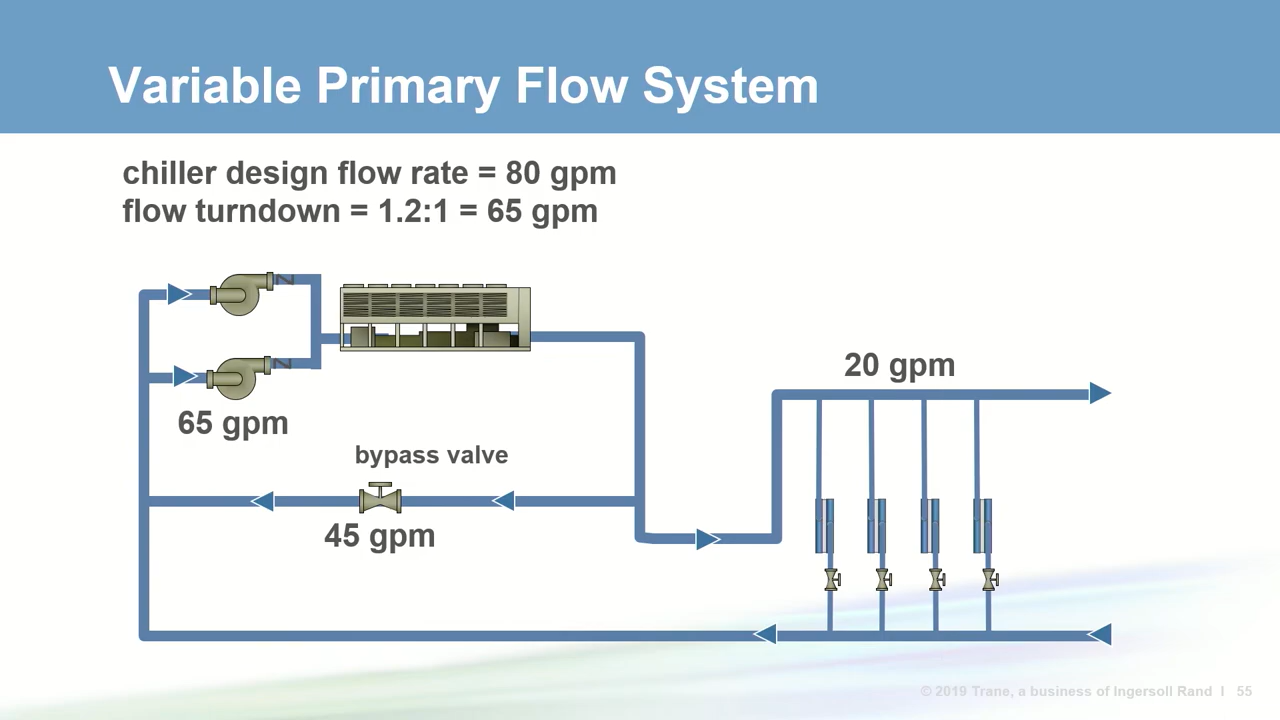 Variable Primary Flow System
chiller design flow rate = 80 gpm
flow turndown = 1.2:1 = 65 gpm
20 gpm
65 gpm
bypass valve
45 gpm
© 2019 Trane, a business of Ingersoll Rand I 55